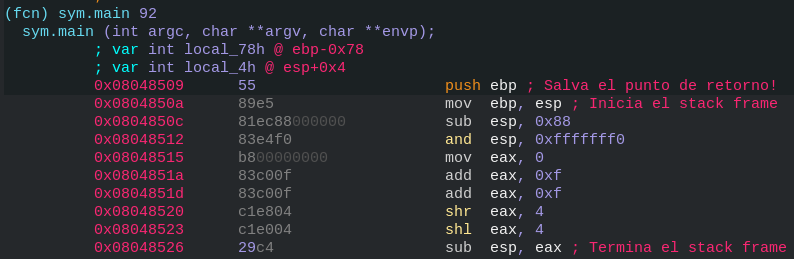 (fcn) sym.main 92
sym.main (int argc, char **argv, char **envp);
; var int local_78h @ ebp-0x78
; var int local_4h @ esp+0x4
0x08048509 55 push ebp ; Salva el punto de retorno!
0x0804850a 89e5 mov ebp, esp ; Inicia el stack frame
0x0804850c 81ec88000000 sub esp, 0x88
0x08048512 83e4f0 and esp, 0xfffffff0
0x08048515 b800000000 mov eax, 0
0x0804851a 83c00f add eax, 0xf
0x0804851d 83c00f add eax, 0xf
0x08048520 c1e804 shr eax, 4
0x08048523 c1e004 shl eax, 4
0x08048526 29c4 sub esp, eax ; Termina el stack frame